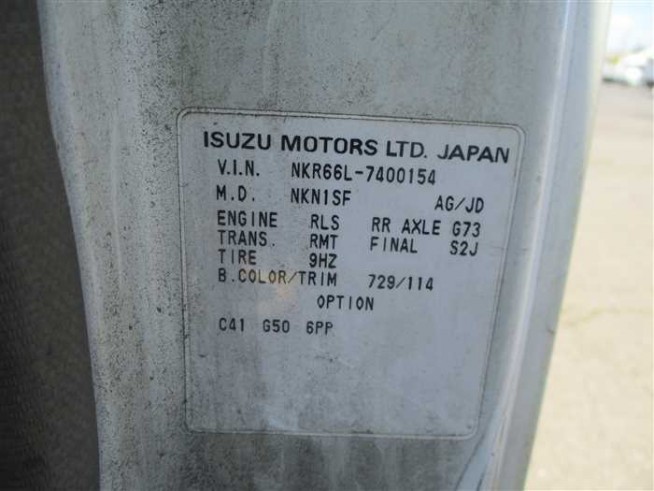 ISUZU MOTORS LTD. JAPAN
V.I.N. NKR66L-7400154
M.D. NKN1SF AG/JD
ENGINE RLS RR AXLE G73
TRANS. RMT FINAL S2J
TIRE 9HZ
B.COLOR/TRIM 729/114
OPTION
C41 G50 6PP